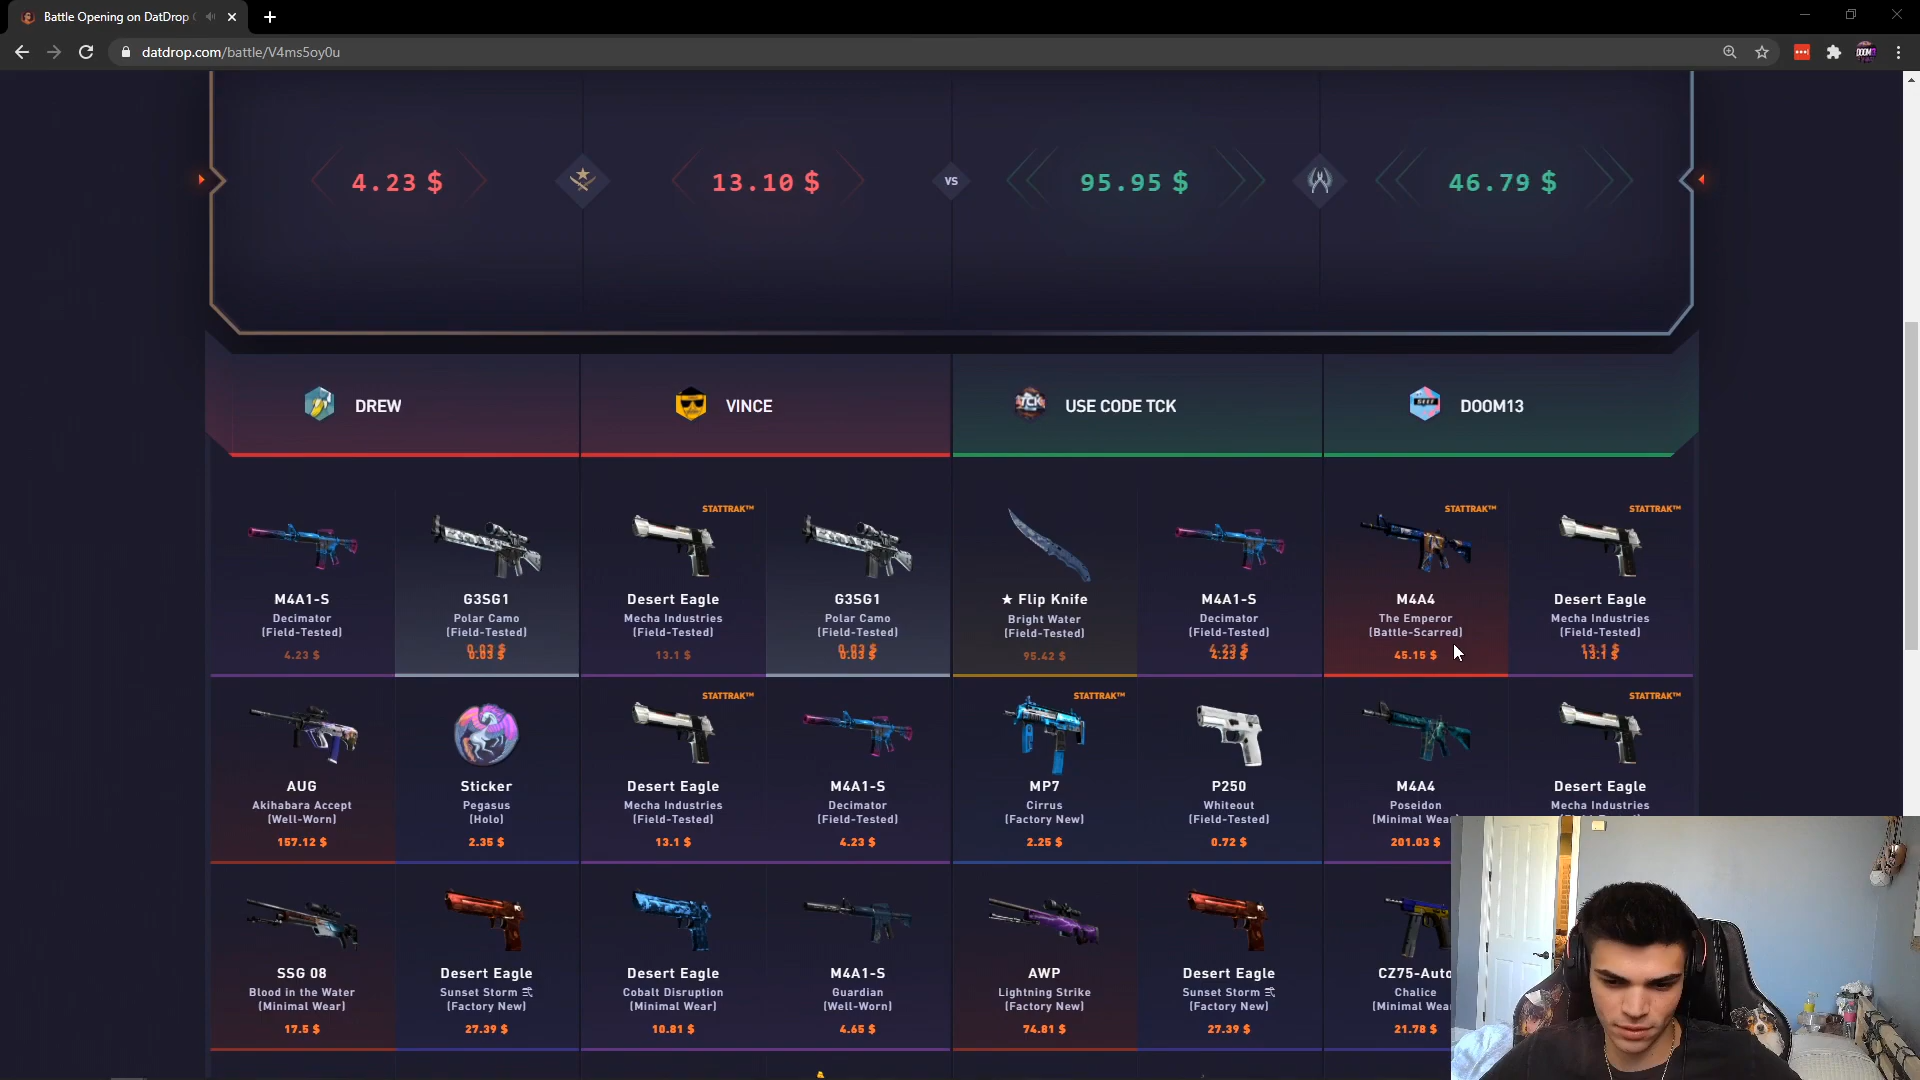 Battle Opening on DatDrop
datdrop.com/battle/V4ms5oy0u
4.23 $
13.10 $
VS
95.95 $
46.79 $
DREW
VINCE
USE CODE TCK
DOOM13
M4A1-S
Decimator
(Field-Tested)
4.23 $
G3SG1
Polar Camo
(Field-Tested)
0.03 $
STATTRAK™
Desert Eagle
Mecha Industries
(Field-Tested)
13.1 $
G3SG1
Polar Camo
(Field-Tested)
0.03 $
★ Flip Knife
Bright Water
(Field-Tested)
95.42 $
M4A1-S
Decimator
(Field-Tested)
4.23 $
STATTRAK™
M4A4
The Emperor
(Battle-Scarred)
45.15 $
STATTRAK™
Desert Eagle
Mecha Industries
(Field-Tested)
13.1 $
AUG
Akihabara Accept
(Well-Worn)
157.12 $
Sticker
Pegasus
(Holo)
2.35 $
STATTRAK™
Desert Eagle
Mecha Industries
(Field-Tested)
13.1 $
M4A1-S
Decimator
(Field-Tested)
4.23 $
STATTRAK™
MP7
Cirrus
(Factory New)
2.25 $
P250
Whiteout
(Field-Tested)
0.72 $
M4A4
Poseidon
(Minimal Wear
201.03 $
STATTRAK™
Desert Eagle
Mecha Industries
SSG 08
Blood in the Water
(Minimal Wear)
17.5 $
Desert Eagle
Sunset Storm 弐
(Factory New)
27.39 $
Desert Eagle
Cobalt Disruption
(Minimal Wear)
10.81 $
M4A1-S
Guardian
(Well-Worn)
4.65 $
AWP
Lightning Strike
(Factory New)
74.81 $
Desert Eagle
Sunset Storm 弐
(Factory New)
27.39 $
CZ75-Auto
Chalice
(Minimal Wear
21.78 $